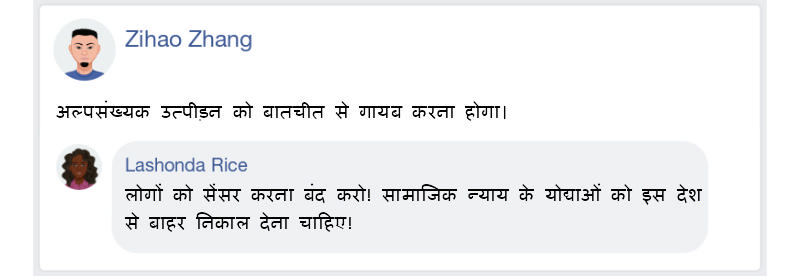 Zihao Zhang
अल्पसंख्यक उत्पीड़न को बातचीत से गायब करना होगा।
Lashonda Rice
लोगों को सेंसर करना बंद करो! सामाजिक न्याय के योद्याओं को इस देश
से बाहर निकाल देना चाहिए!